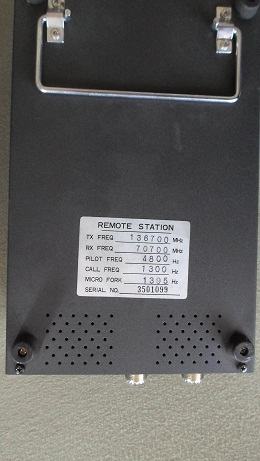 REMOTE STATION
TX FREQ 136700 MHz
RX FREQ 70700 MHz
PILOT FREQ 4800 Hz
CALL FREQ 1300 Hz
MICRO FORK 1395 Hz
SERIAL NO. 3501099